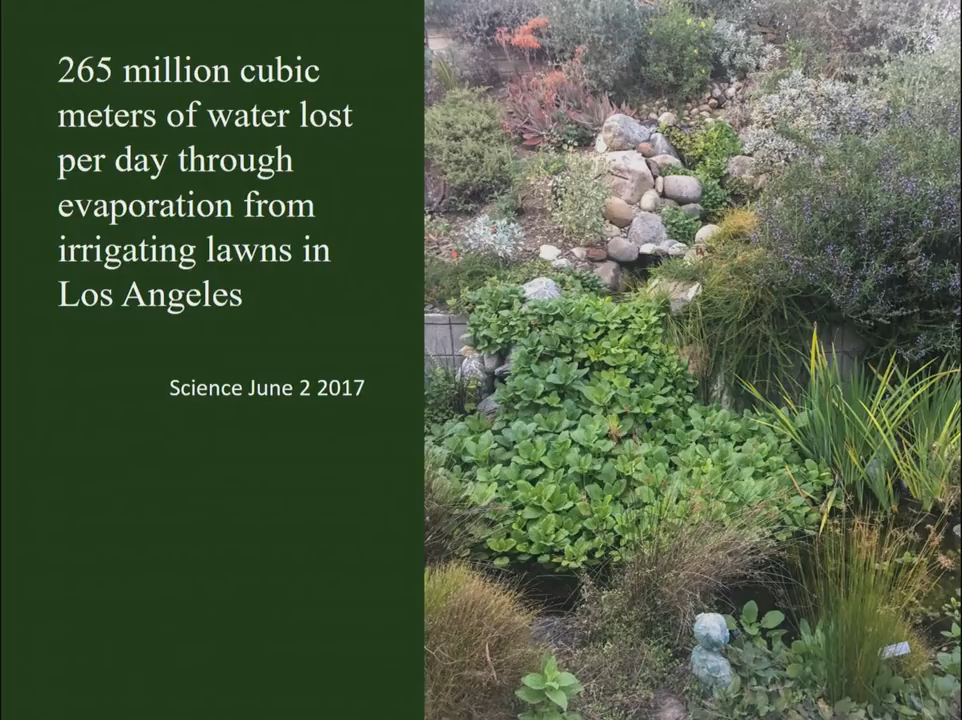 265 million cubic
meters of water lost
per day through
evaporation from
irrigating lawns in
Los Angeles
Science June 2 2017